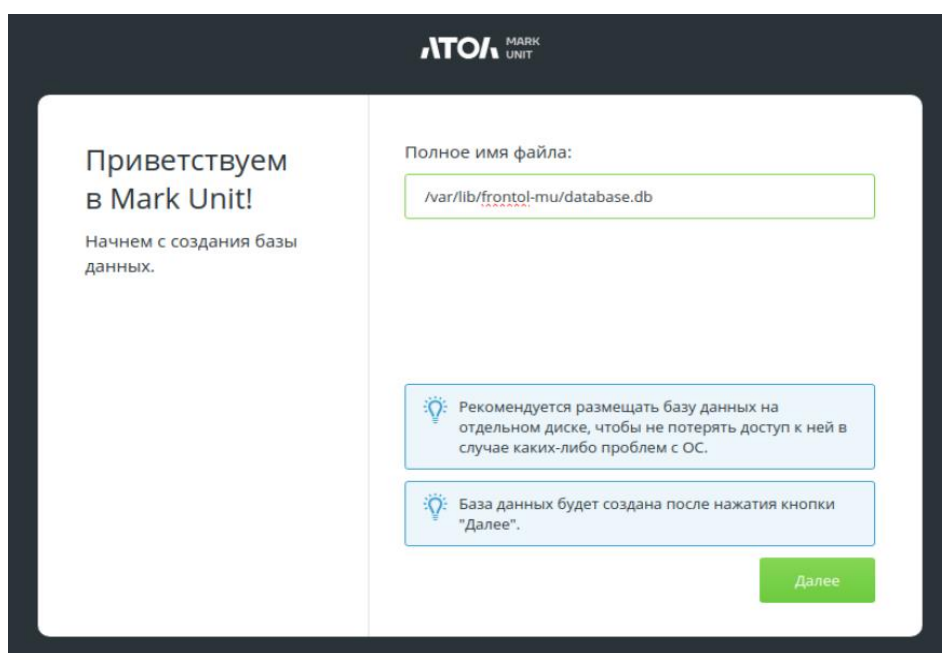 АТОЛ MARK
UNIT
Приветствуем
в Mark Unit!
Начнем с создания базы
данных.
Полное имя файла:
/var/lib/frontol-mu/database.db
Рекомендуется размещать базу данных на
отдельном диске, чтобы не потерять доступ к ней в
случае каких-либо проблем с ОС.
База данных будет создана после нажатия кнопки
"Далее".
Далее